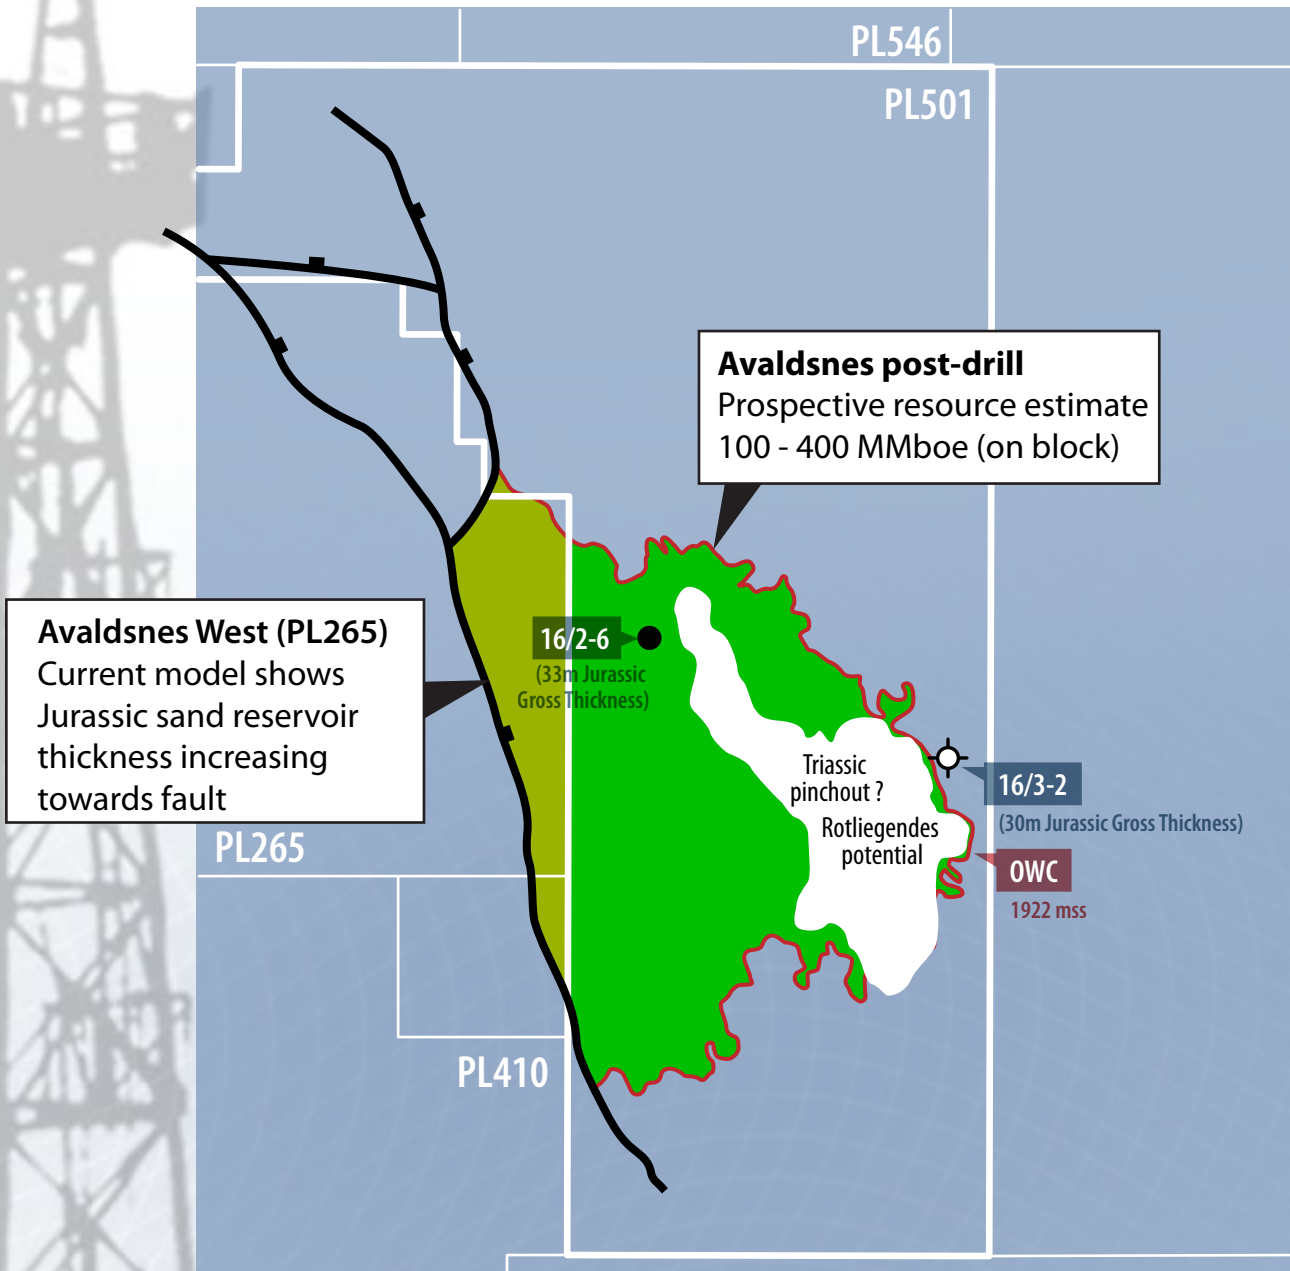 PL546
PL501
Avaldsnes post-drill
Prospective resource estimate
100 - 400 MMboe (on block)
Avaldsnes West (PL265)
Current model shows
Jurassic sand reservoir
thickness increasing
towards fault
16/2-6
(33m Jurassic
Gross Thickness)
Triassic
pinchout ?
Rotliegendes
potential
16/3-2
(30m Jurassic Gross Thickness)
OWC
1922 mss
PL265
PL410